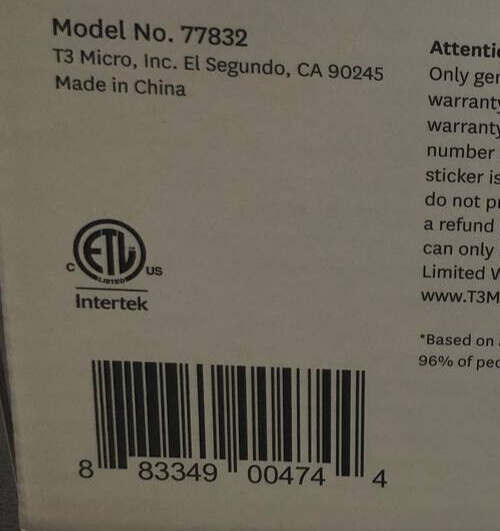 Model No. 77832
T3 Micro, Inc. El Segundo, CA 90245
Made in China
Attentio
Only ger
warranty
warranty
number
sticker is
do not p
a refund
can only
Limited W
www.T3M
*Based on
96% of peo
C ETL US
LISTED
Intertek
8 83349 00474 4